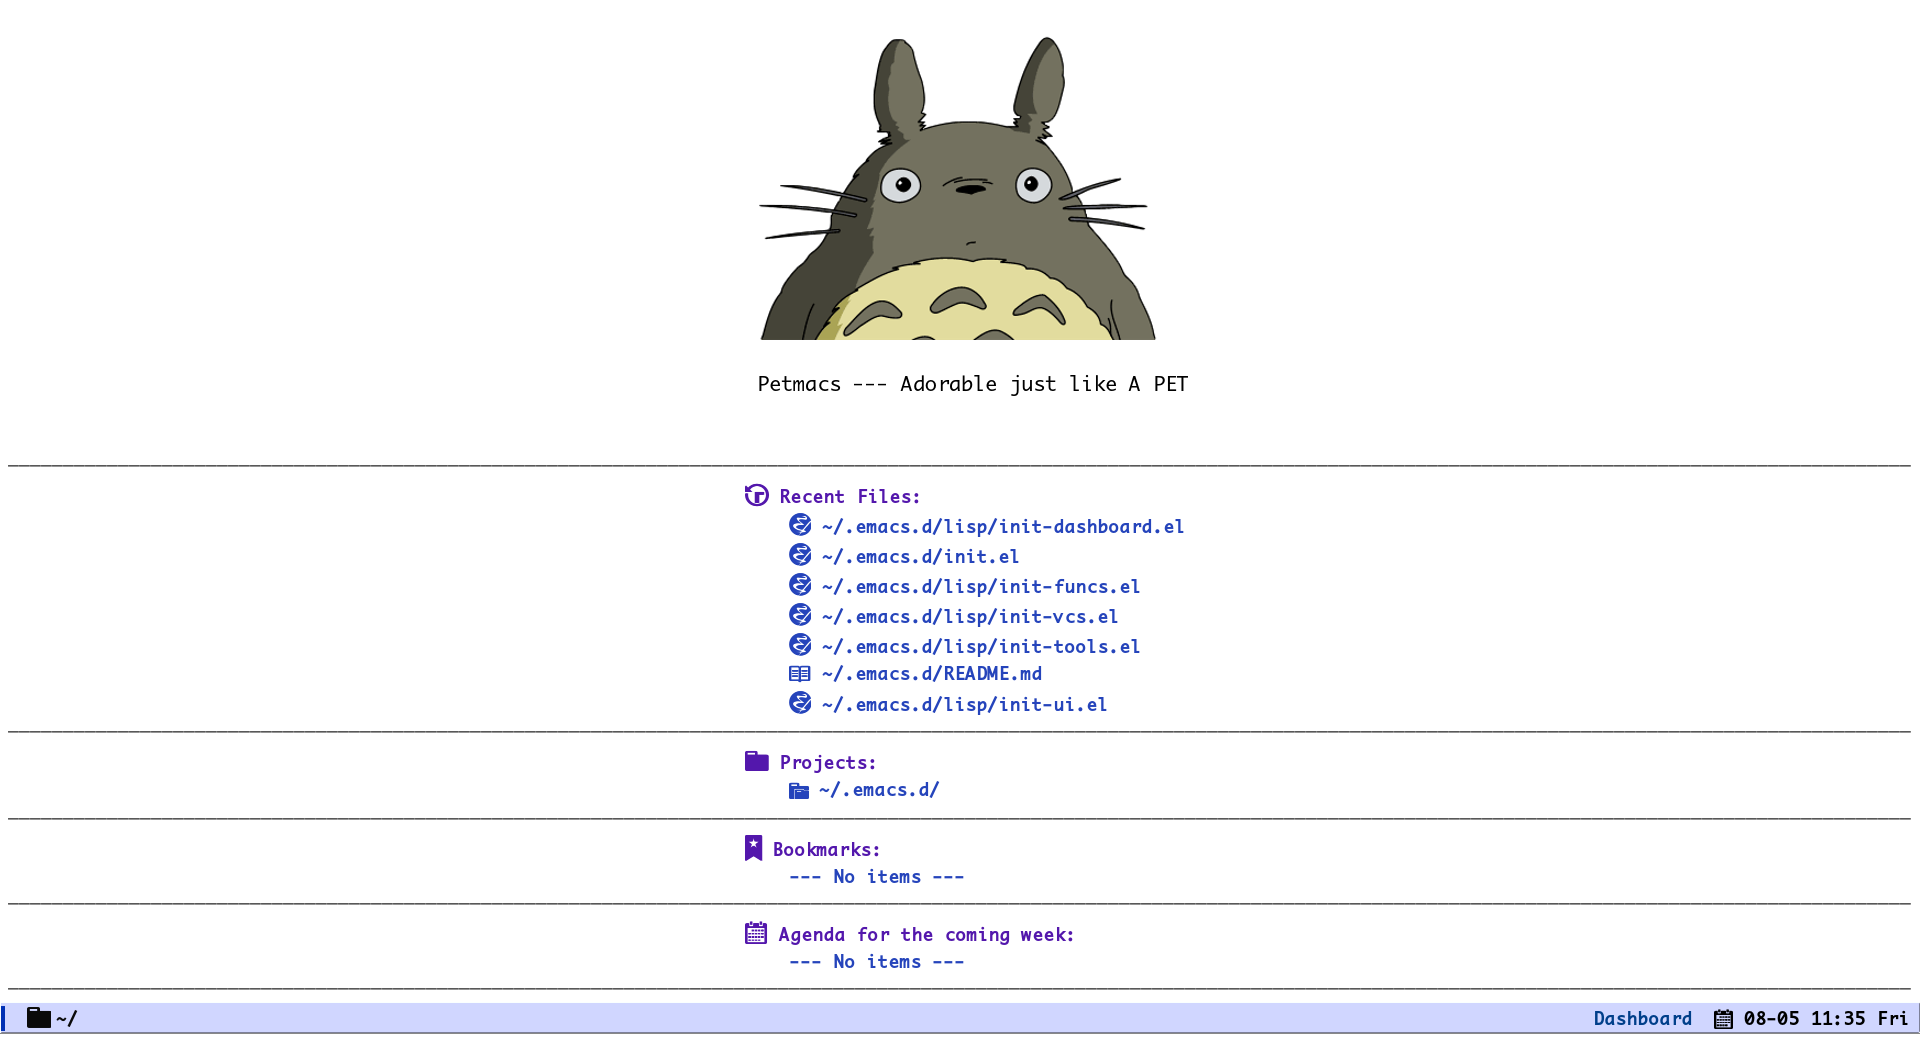 Petmacs --- Adorable just like A PET
Recent Files:
~/.emacs.d/lisp/init-dashboard.el
~/.emacs.d/init.el
~/.emacs.d/lisp/init-funcs.el
~/.emacs.d/lisp/init-vcs.el
~/.emacs.d/lisp/init-tools.el
~/.emacs.d/README.md
~/.emacs.d/lisp/init-ui.el
Projects:
~/.emacs.d/
Bookmarks:
--- No items ---
Agenda for the coming week:
--- No items ---
~/ Dashboard 08-05 11:35 Fri